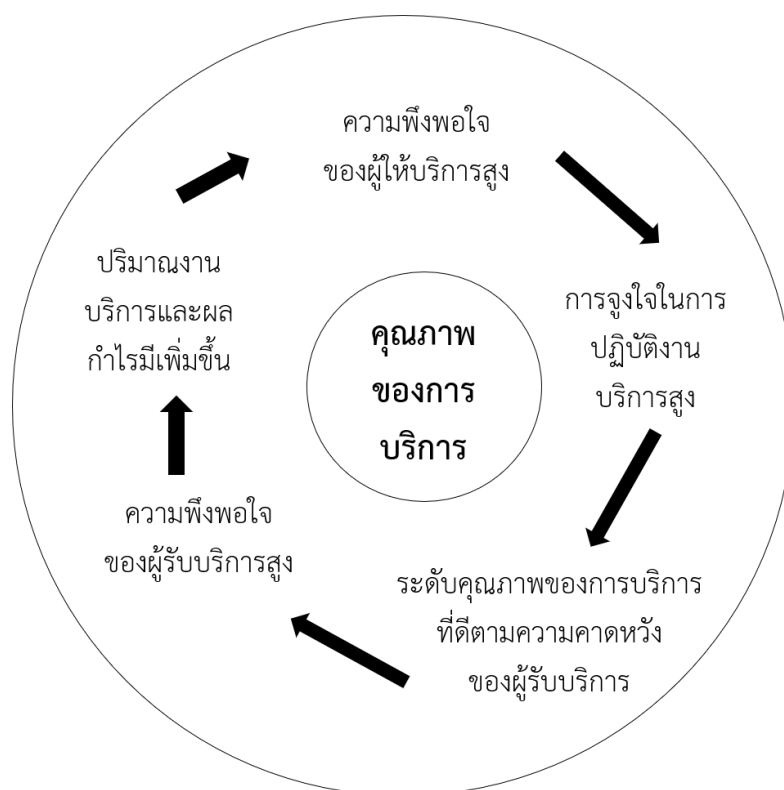 ความพึงพอใจ
ของผู้ให้บริการสูง
การจูงใจในการ
ปฏิบัติงาน
บริการสูง
ระดับคุณภาพของการบริการ
ที่ดีตามความคาดหวัง
ของผู้รับบริการ
ความพึงพอใจ
ของผู้รับบริการสูง
ปริมาณงาน
บริการและผล
กำไรมีเพิ่มขึ้น
คุณภาพ
ของการ
บริการ